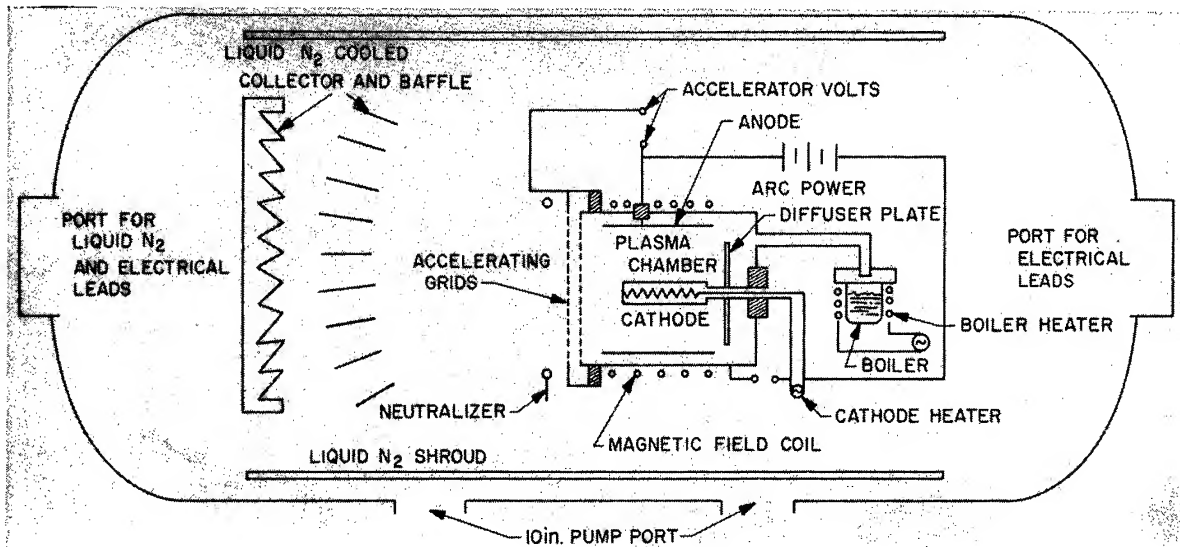 LIQUID N2 COOLED
COLLECTOR AND BAFFLE
ACCELERATOR VOLTS
ANODE
ARC POWER
DIFFUSER PLATE
PLASMA
CHAMBER
PORT FOR
LIQUID N2
AND ELECTRICAL
LEADS
ACCELERATING
GRIDS
CATHODE
PORT FOR
ELECTRICAL
LEADS
BOILER HEATER
BOILER
NEUTRALIZER
CATHODE HEATER
MAGNETIC FIELD COIL
LIQUID N2 SHROUD
10in. PUMP PORT